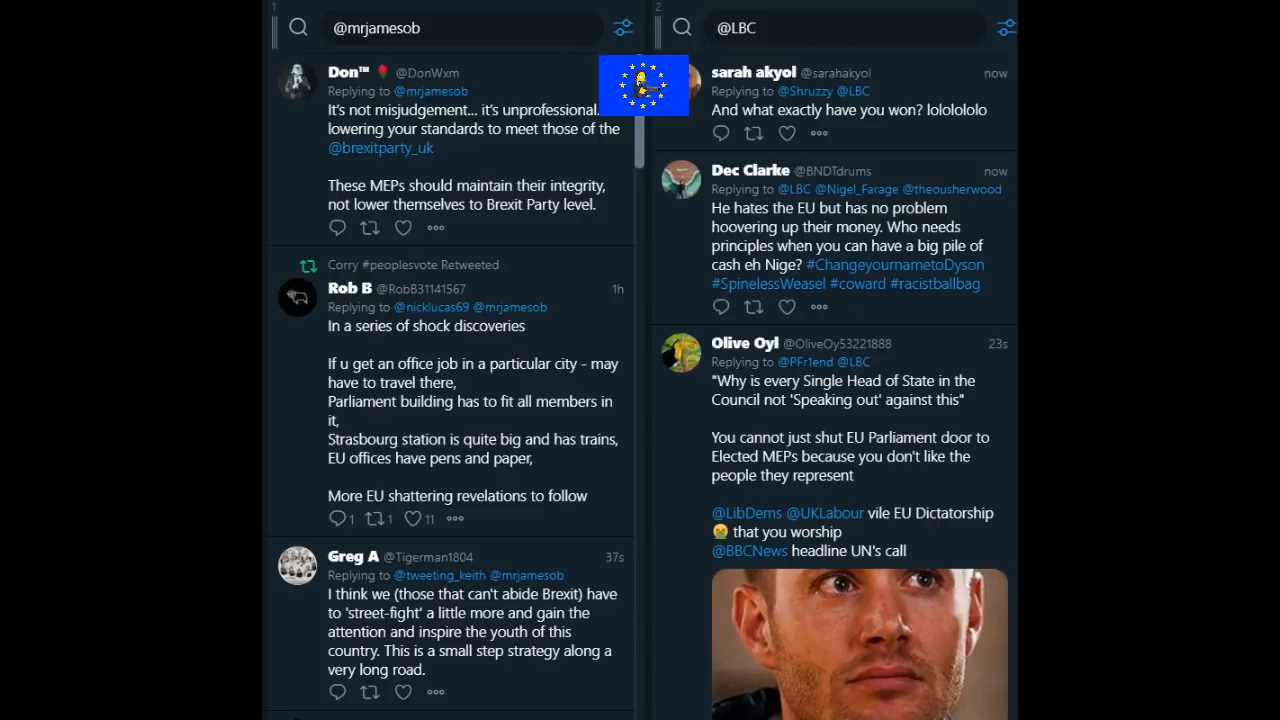 1
@mrjamesob
Don™ @DonWxm
Replying to @mrjamesob
It's not misjudgement... it's unprofessional.
lowering your standards to meet those of the
@brexitparty_uk
These MEPs should maintain their integrity,
not lower themselves to Brexit Party level.
Corry #peoplesvote Retweeted
Rob B @RobB31141567 1h
Replying to @nicklucas69 @mrjamesob
In a series of shock discoveries
If u get an office job in a particular city - may
have to travel there,
Parliament building has to fit all members in
it,
Strasbourg station is quite big and has trains,
EU offices have pens and paper,
More EU shattering revelations to follow
1 1 11
Greg A @Tigerman1804 37s
Replying to @tweeting_keith @mrjamesob
I think we (those that can't abide Brexit) have
to 'street-fight' a little more and gain the
attention and inspire the youth of this
country. This is a small step strategy along a
very long road.
2
@LBC
sarah akyol @sarahakyol now
Replying to @Shruzzy @LBC
And what exactly have you won? lololololo
Dec Clarke @BNDTdrums now
Replying to @LBC @Nigel_Farage @theousherwood
He hates the EU but has no problem
hoovering up their money. Who needs
principles when you can have a big pile of
cash eh Nige? #ChangeyournametoDyson
#SpinelessWeasel #coward #racistballbag
Olive Oyl @OliveOy53221888 23s
Replying to @PFr1end @LBC
"Why is every Single Head of State in the
Council not 'Speaking out' against this"
You cannot just shut EU Parliament door to
Elected MEPs because you don't like the
people they represent
@LibDems @UKLabour vile EU Dictatorship
that you worship
@BBCNews headline UN's call